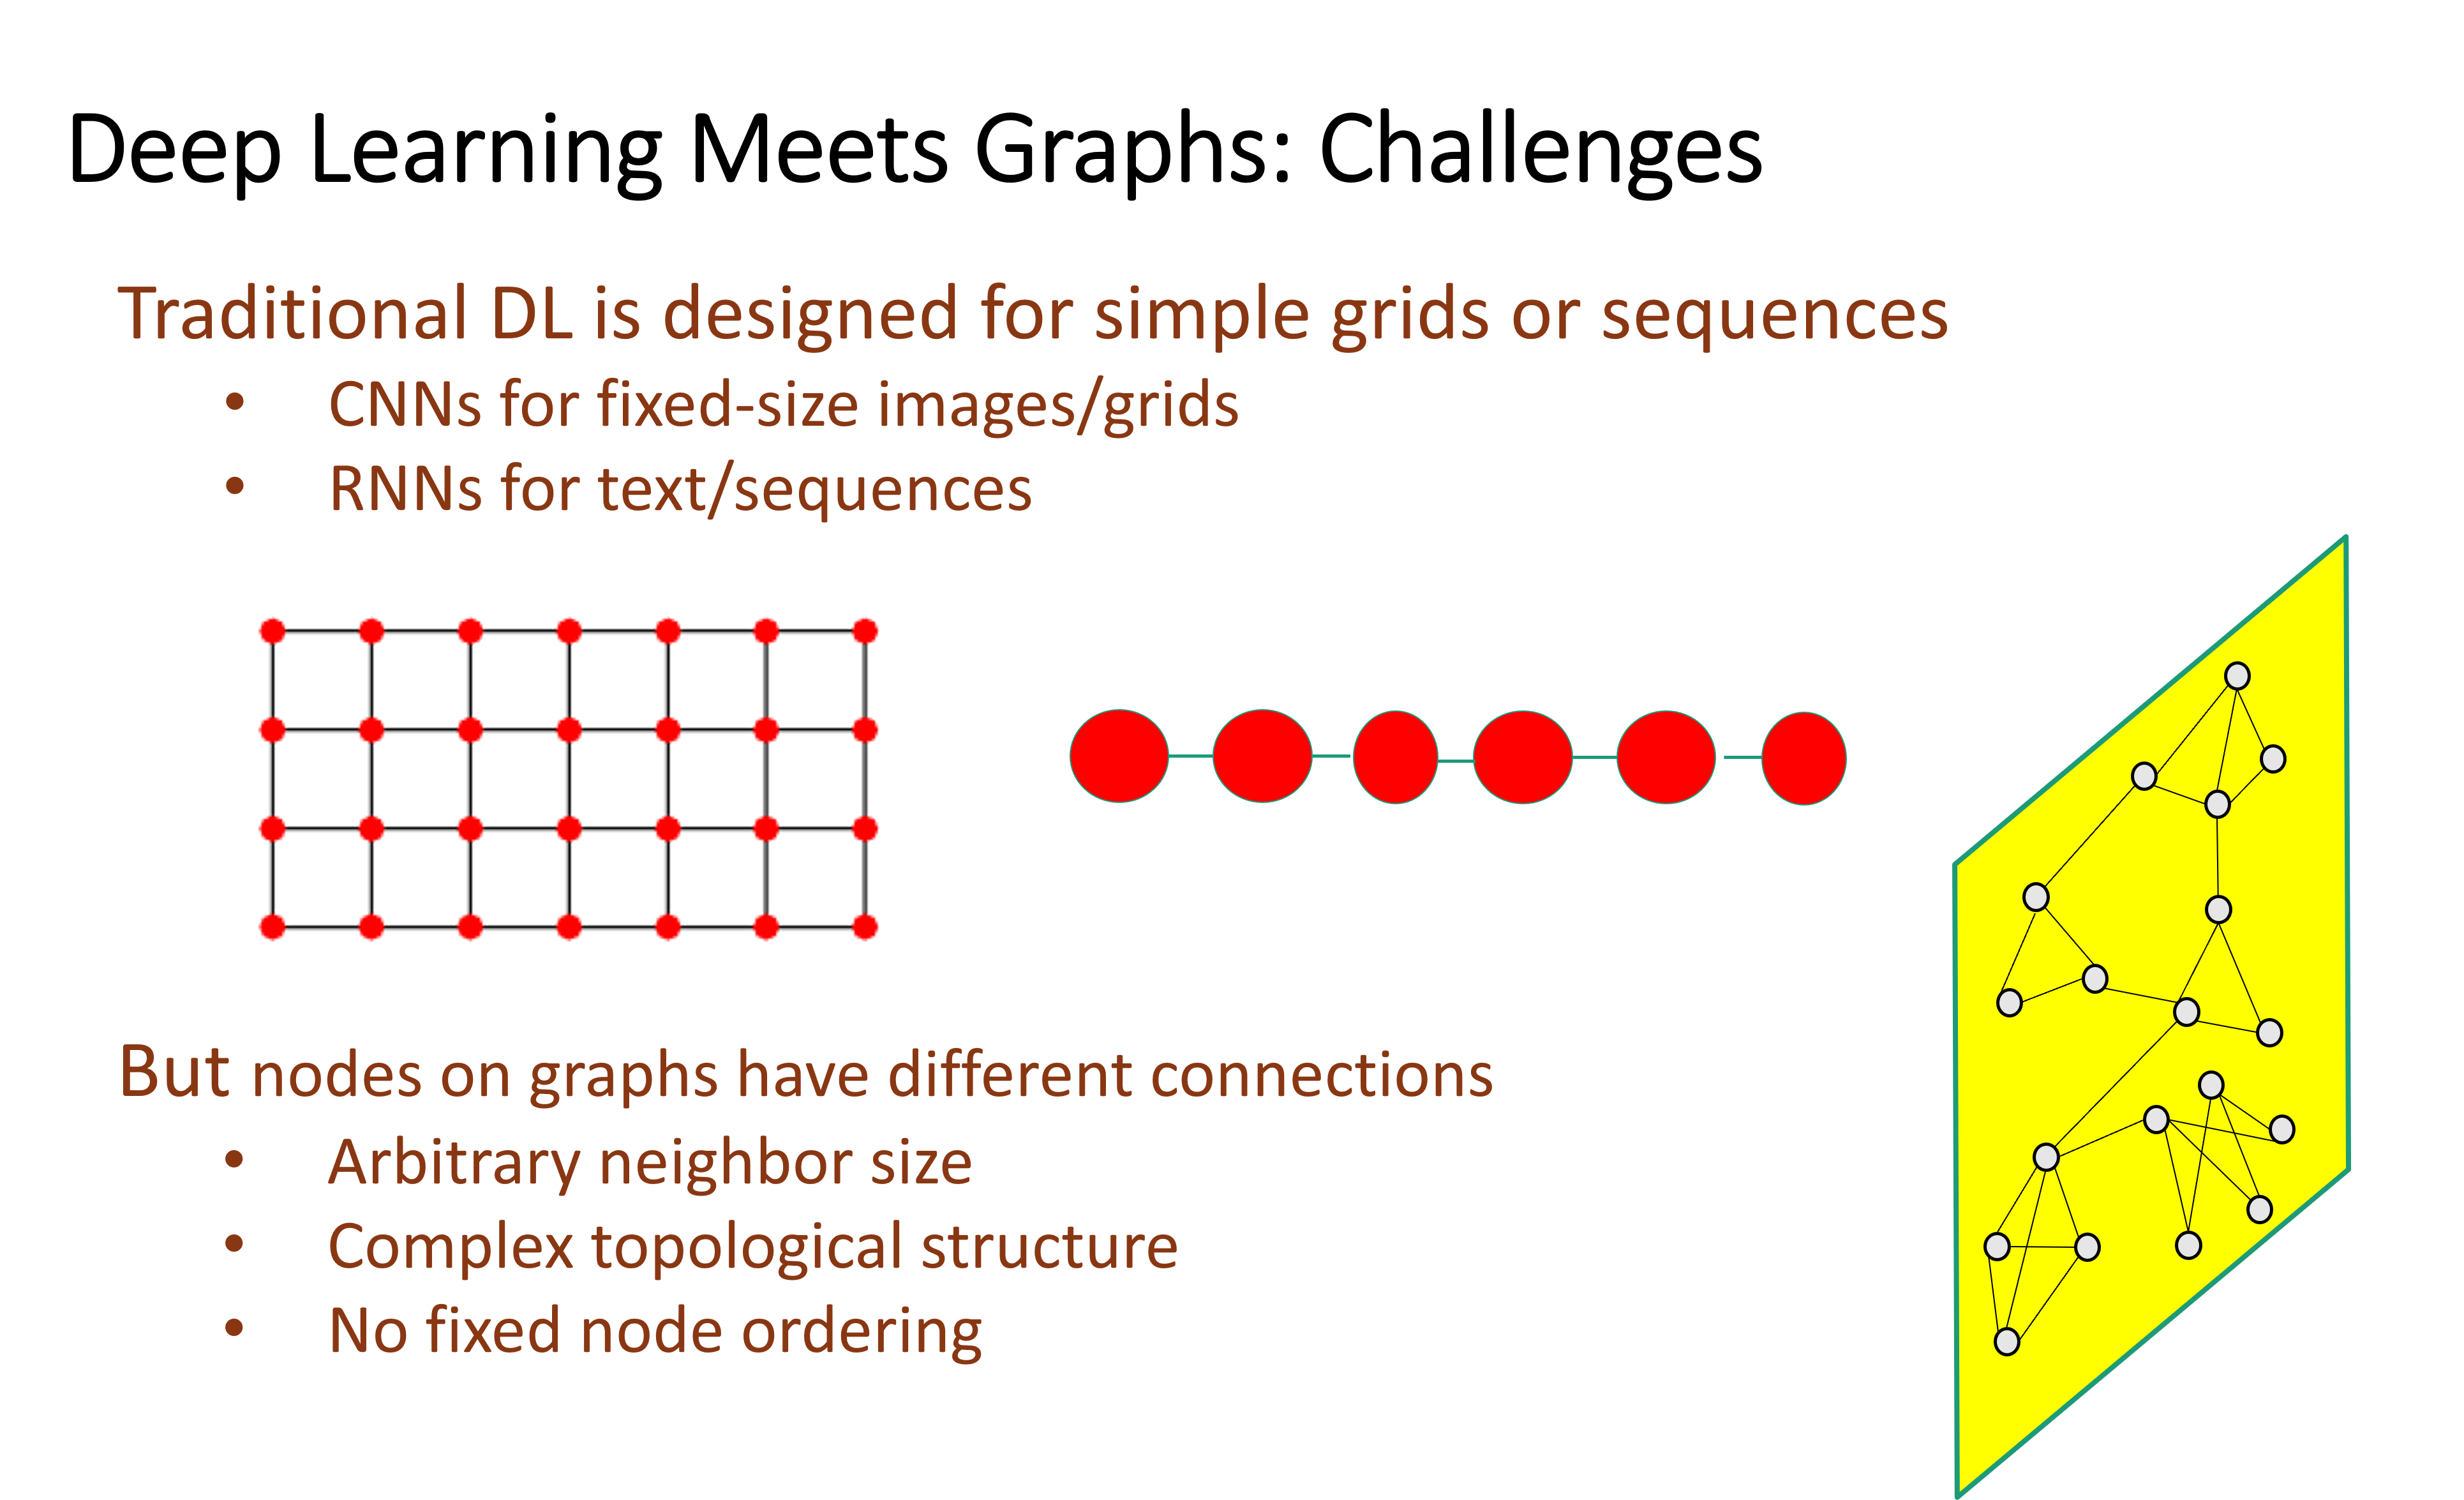 Deep Learning Meets Graphs: Challenges
Traditional DL is designed for simple grids or sequences
• CNNs for fixed-size images/grids
• RNNs for text/sequences
But nodes on graphs have different connections
• Arbitrary neighbor size
• Complex topological structure
• No fixed node ordering